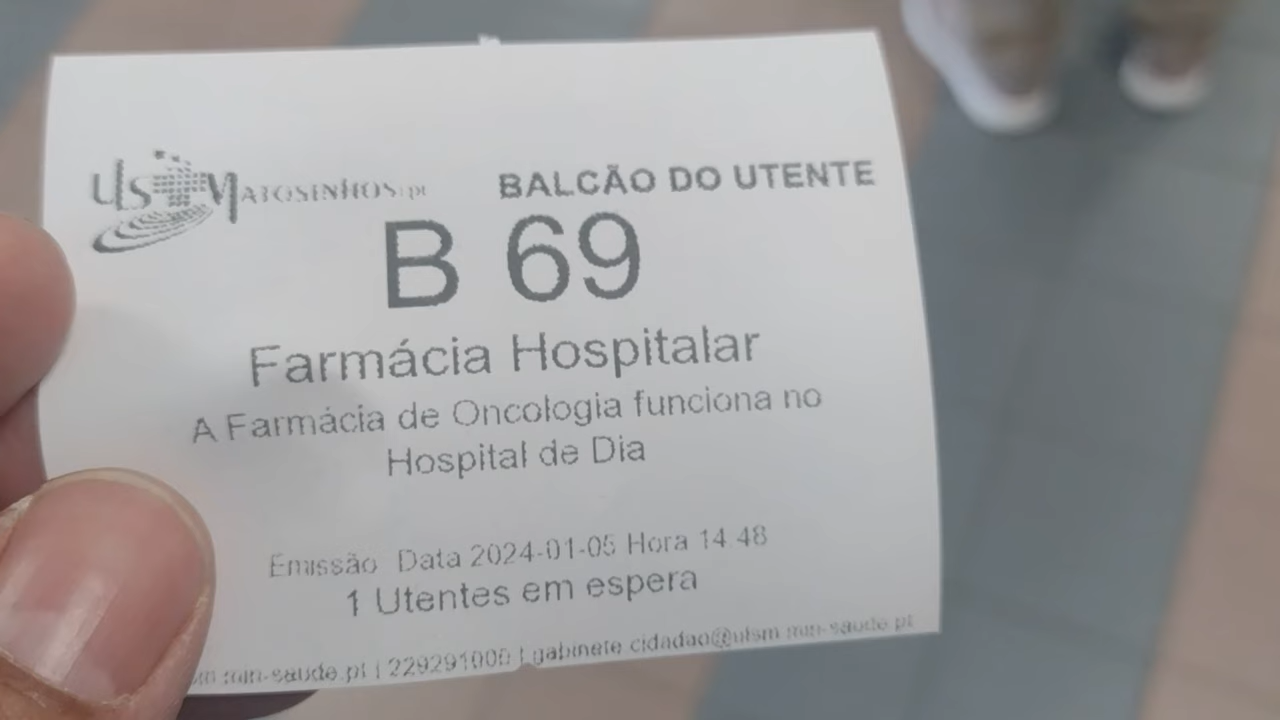 ULSMATOSINHOS.pt BALCÃO DO UTENTE
B 69
Farmácia Hospitalar
A Farmácia de Oncologia funciona no
Hospital de Dia
Emissão Data 2024-01-05 Hora 14:48
1 Utentes em espera
min-saude.pt | 229291000 | gabinete.cidadao@ulsm.min-saude.pt